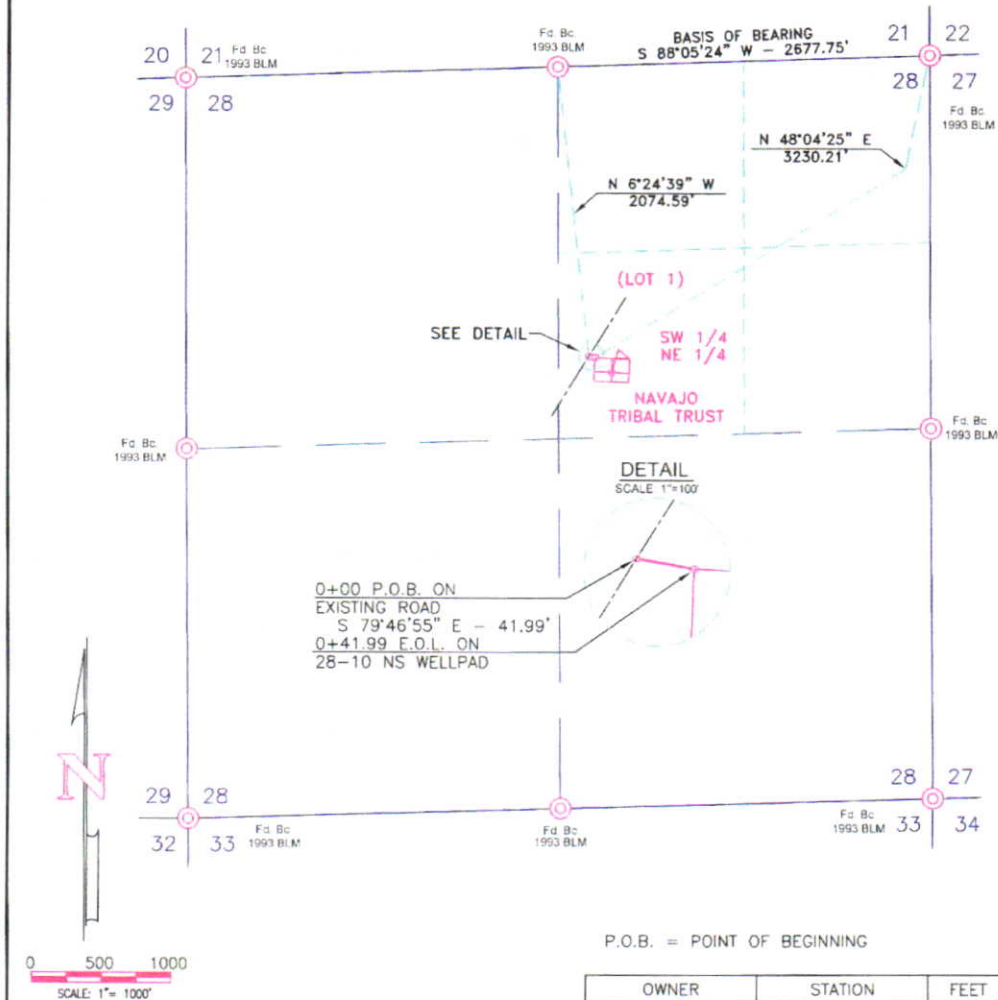 BASIS OF BEARING
S 88°05'24" W - 2677.75'
20
21
Fd. Bc.
1993 BLM
Fd. Bc.
1993 BLM
21
22
29
28
28
27
Fd. Bc.
1993 BLM
N 48°04'25" E
3230.21'
N 6°24'39" W
2074.59'
(LOT 1)
SEE DETAIL
SW 1/4
NE 1/4
NAVAJO
TRIBAL TRUST
Fd. Bc.
1993 BLM
Fd. Bc.
1993 BLM
DETAIL
SCALE 1"=100'
0+00 P.O.B. ON
EXISTING ROAD
S 79°46'55" E - 41.99'
0+41.99 E.O.L. ON
28-10 NS WELLPAD
N
29
28
28
27
32
33
Fd. Bc.
1993 BLM
Fd. Bc.
1993 BLM
Fd. Bc.
1993 BLM
33
34
P.O.B. = POINT OF BEGINNING
0 500 1000
SCALE: 1"= 1000'
OWNER STATION FEET